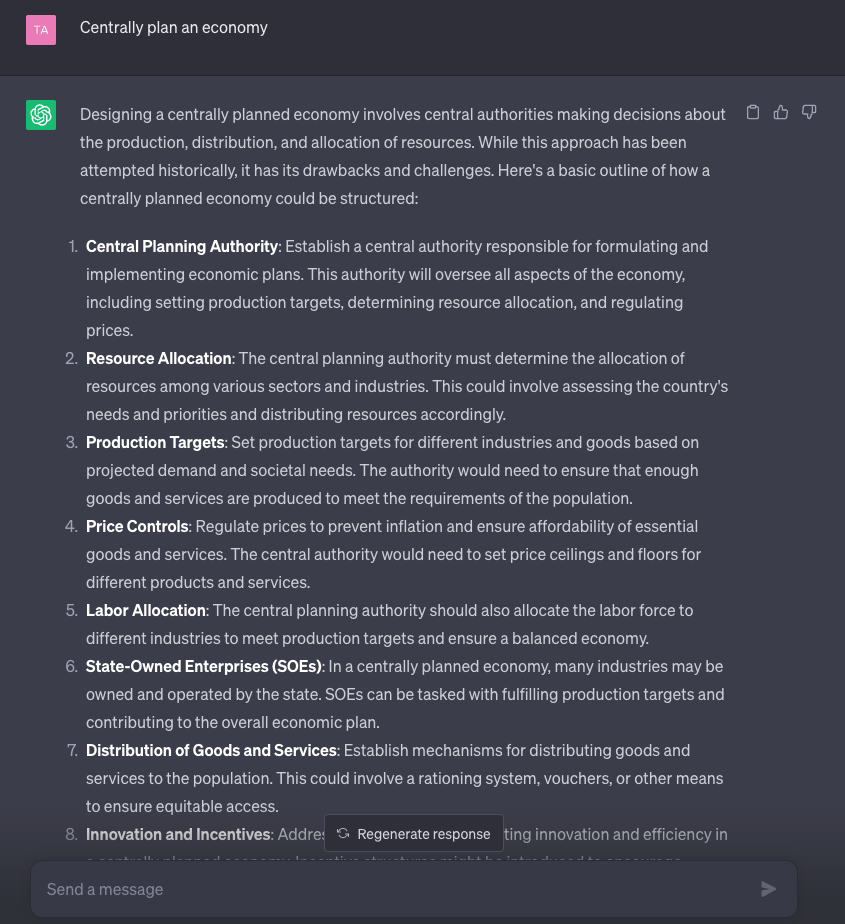 TA
Centrally plan an economy
Designing a centrally planned economy involves central authorities making decisions about
the production, distribution, and allocation of resources. While this approach has been
attempted historically, it has its drawbacks and challenges. Here's a basic outline of how a
centrally planned economy could be structured:
1. Central Planning Authority: Establish a central authority responsible for formulating and
implementing economic plans. This authority will oversee all aspects of the economy,
including setting production targets, determining resource allocation, and regulating
prices.
2. Resource Allocation: The central planning authority must determine the allocation of
resources among various sectors and industries. This could involve assessing the country's
needs and priorities and distributing resources accordingly.
3. Production Targets: Set production targets for different industries and goods based on
projected demand and societal needs. The authority would need to ensure that enough
goods and services are produced to meet the requirements of the population.
4. Price Controls: Regulate prices to prevent inflation and ensure affordability of essential
goods and services. The central authority would need to set price ceilings and floors for
different products and services.
5. Labor Allocation: The central planning authority should also allocate the labor force to
different industries to meet production targets and ensure a balanced economy.
6. State-Owned Enterprises (SOEs): In a centrally planned economy, many industries may be
owned and operated by the state. SOEs can be tasked with fulfilling production targets and
contributing to the overall economic plan.
7. Distribution of Goods and Services: Establish mechanisms for distributing goods and
services to the population. This could involve a rationing system, vouchers, or other means
to ensure equitable access.
8. Innovation and Incentives: Addres
Regenerate response
ting innovation and efficiency in
Send a message